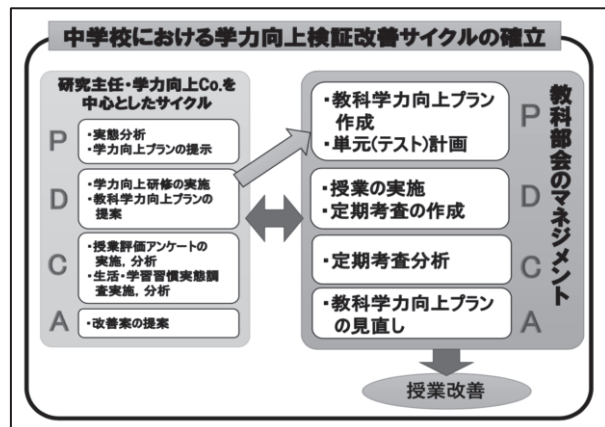 中学校における学力向上検証改善サイクルの確立
研究主任・学力向上Co.を
中心としたサイクル
P
・実態分析
・学力向上プランの提示
D
・学力向上研修の実施
・教科学力向上プランの
提案
C
・授業評価アンケートの
実施，分析
・生活・学習習慣実態調
査実施，分析
A
・改善案の提案
教科部会のマネジメント
P
・教科学力向上プラン
作成
・単元(テスト)計画
D
・授業の実施
・定期考査の作成
C
・定期考査分析
A
・教科学力向上プラン
の見直し
授業改善